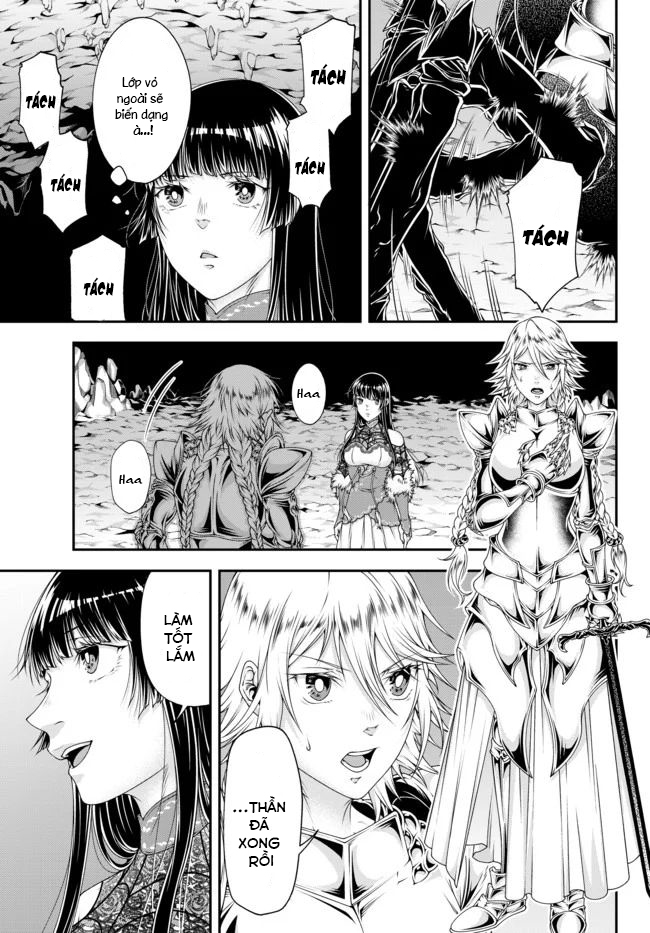 TÁCH
TÁCH
Lớp vỏ
ngoài sẽ
biến dạng
à...!
TÁCH
TÁCH
TÁCH
TÁCH
Haa
Haa
...THẦN
ĐÃ
XONG
RỒI
LÀM
TỐT
LẮM